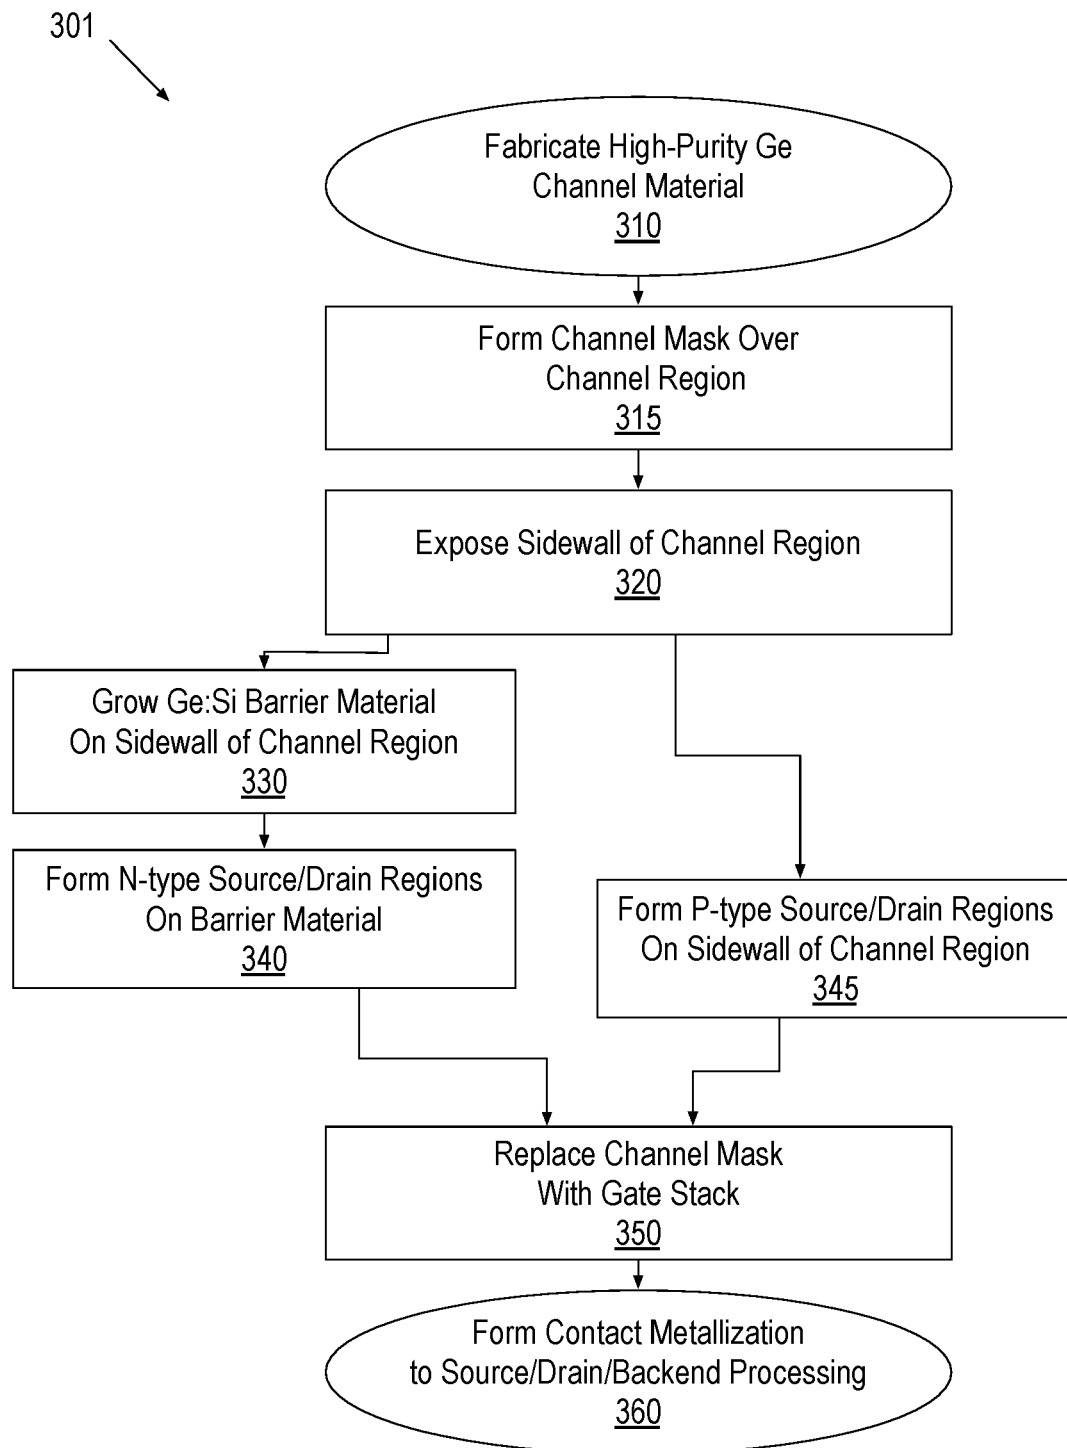 301
Fabricate High-Purity Ge
Channel Material
310
Form Channel Mask Over
Channel Region
315
Expose Sidewall of Channel Region
320
Grow Ge:Si Barrier Material
On Sidewall of Channel Region
330
Form N-type Source/Drain Regions
On Barrier Material
340
Form P-type Source/Drain Regions
On Sidewall of Channel Region
345
Replace Channel Mask
With Gate Stack
350
Form Contact Metallization
to Source/Drain/Backend Processing
360